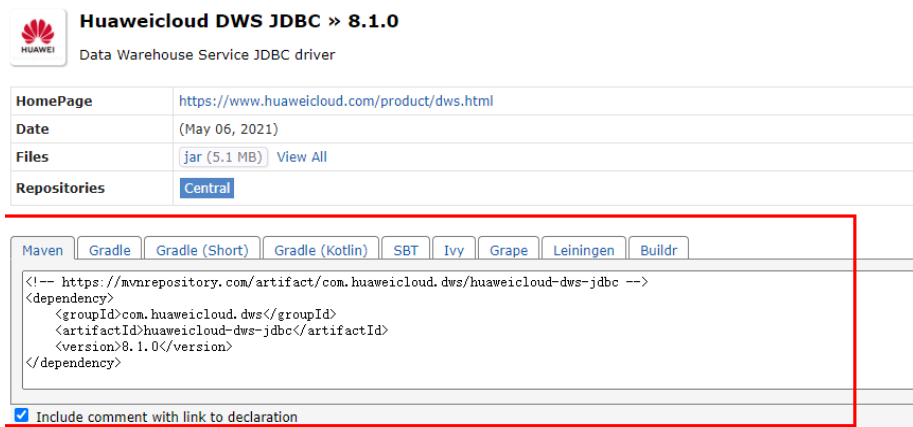 HUAWEI
Huaweicloud DWS JDBC » 8.1.0
Data Warehouse Service JDBC driver
HomePage https://www.huaweicloud.com/product/dws.html
Date (May 06, 2021)
Files jar (5.1 MB) View All
Repositories Central
Maven Gradle Gradle (Short) Gradle (Kotlin) SBT Ivy Grape Leiningen Buildr
<!-- https://mvnrepository.com/artifact/com.huaweicloud.dws/huaweicloud-dws-jdbc -->
<dependency>
    <groupId>com.huaweicloud.dws</groupId>
    <artifactId>huaweicloud-dws-jdbc</artifactId>
    <version>8.1.0</version>
</dependency>
Include comment with link to declaration